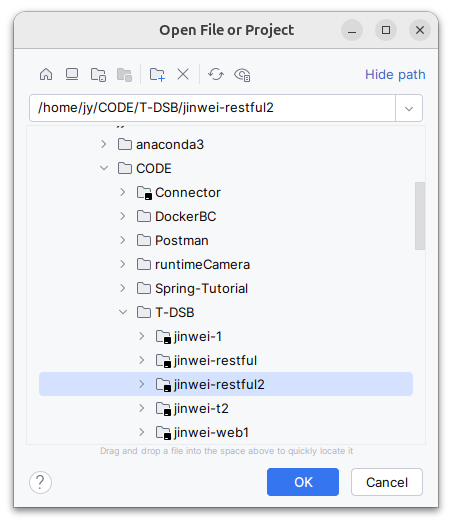 Open File or Project
Hide path
/home/jy/CODE/T-DSB/jinwei-restful2
anaconda3
CODE
Connector
DockerBC
Postman
runtimeCamera
Spring-Tutorial
T-DSB
jinwei-1
jinwei-restful
jinwei-restful2
jinwei-t2
jinwei-web1
Drag and drop a file into the space above to quickly locate it
?
OK
Cancel